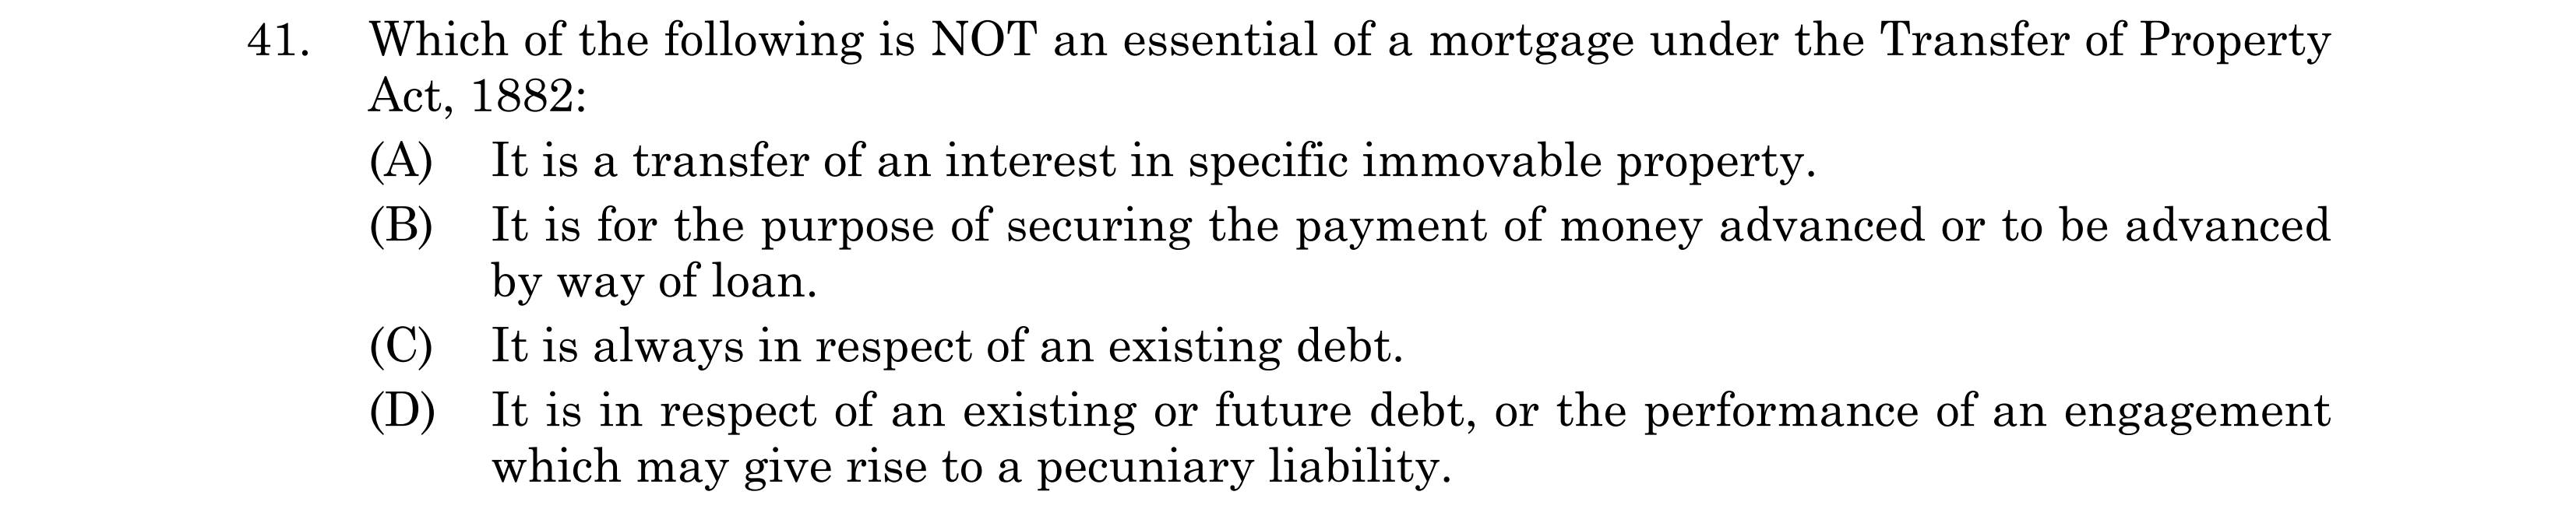 41. Which of the following is NOT an essential of a mortgage under the Transfer of Property
Act, 1882:
(A) It is a transfer of an interest in specific immovable property.
(B) It is for the purpose of securing the payment of money advanced or to be advanced
by way of loan.
(C) It is always in respect of an existing debt.
(D) It is in respect of an existing or future debt, or the performance of an engagement
which may give rise to a pecuniary liability.